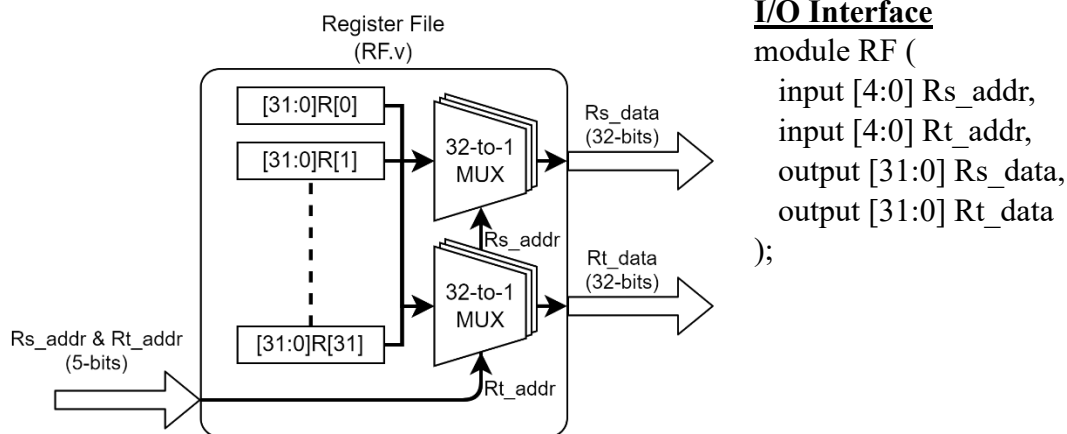 Register File
(RF.v)
[31:0]R[0]
[31:0]R[1]
[31:0]R[31]
32-to-1
MUX
Rs_addr
32-to-1
MUX
Rt_addr
Rs_data
(32-bits)
Rt_data
(32-bits)
Rs_addr & Rt_addr
(5-bits)
I/O Interface
module RF (
input [4:0] Rs_addr,
input [4:0] Rt_addr,
output [31:0] Rs_data,
output [31:0] Rt_data
);